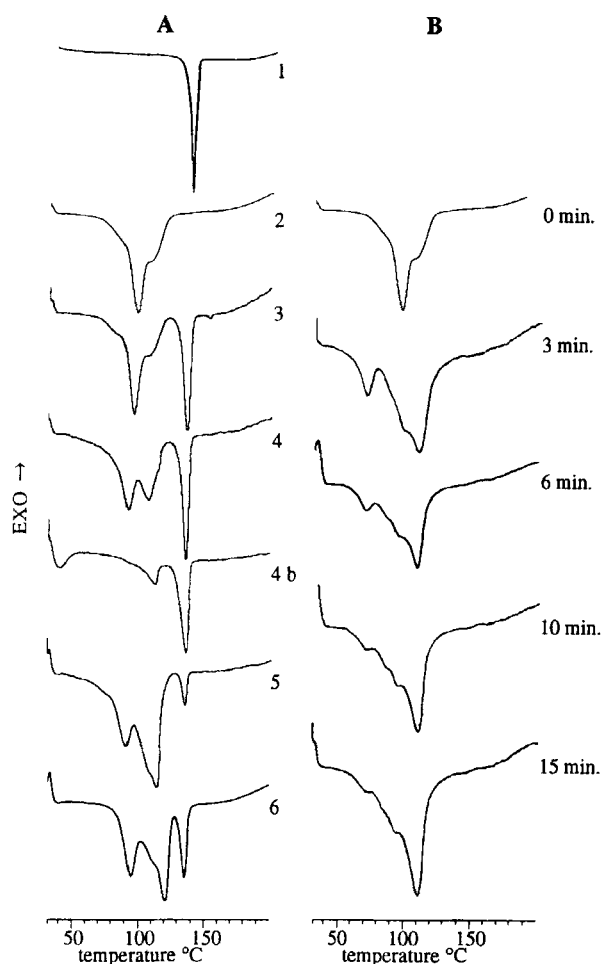 A
B
1
2
0 min.
3
3 min.
4
6 min.
EXO →
4 b
10 min.
5
15 min.
6
50 100 150
50 100 150
temperature °C
temperature °C